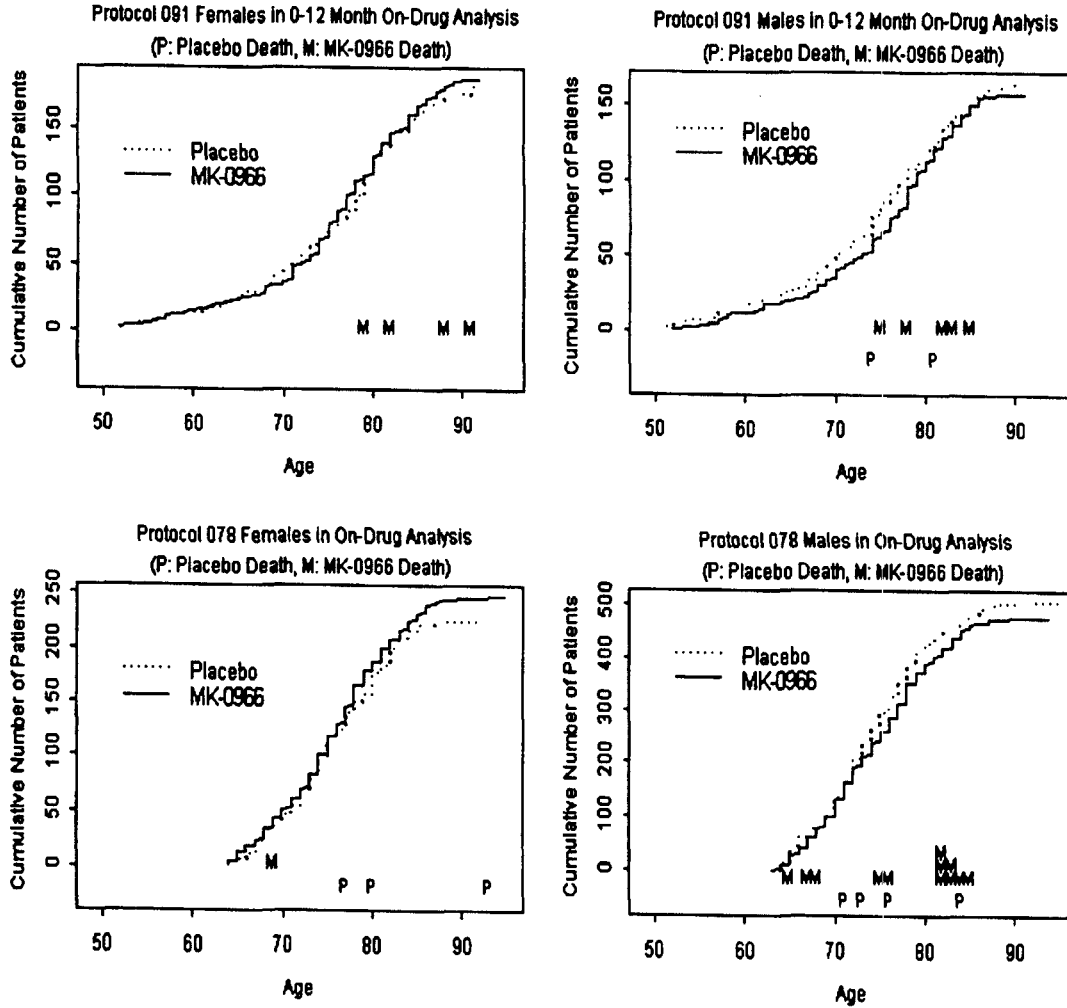 Protocol 091 Females in 0-12 Month On-Drug Analysis
(P: Placebo Death, M: MK-0966 Death)
Cumulative Number of Patients
150
100
50
0
Placebo
MK-0966
M M M M
50 60 70 80 90
Age
Protocol 091 Males in 0-12 Month On-Drug Analysis
(P: Placebo Death, M: MK-0966 Death)
Cumulative Number of Patients
150
100
50
0
Placebo
MK-0966
M M M M M
P P
50 60 70 80 90
Age
Protocol 078 Females in On-Drug Analysis
(P: Placebo Death, M: MK-0966 Death)
Cumulative Number of Patients
250
200
150
100
50
0
Placebo
MK-0966
M
P P P
50 60 70 80 90
Age
Protocol 078 Males in On-Drug Analysis
(P: Placebo Death, M: MK-0966 Death)
Cumulative Number of Patients
500
400
300
200
100
0
Placebo
MK-0966
M
M M
M M M M M M M M M
P P P P
50 60 70 80 90
Age